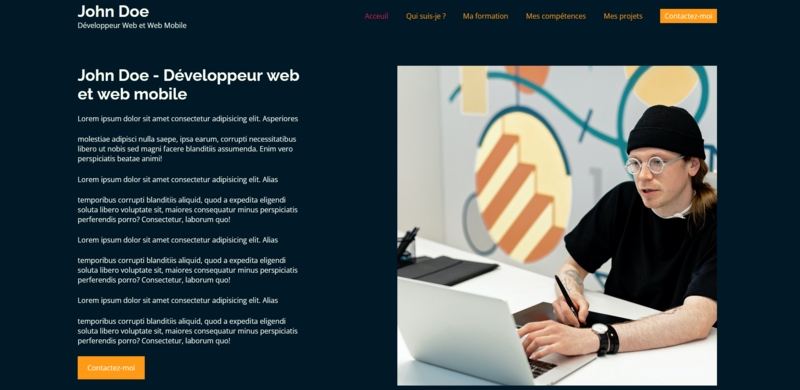 John Doe
Développeur Web et Web Mobile
Acceuil
Qui suis-je ?
Ma formation
Mes compétences
Mes projets
Contactez-moi
John Doe - Développeur web
et web mobile
Lorem ipsum dolor sit amet consectetur adipisicing elit. Asperiores
molestiae adipisci nulla saepe, ipsa earum, corrupti necessitatibus
libero ut nobis sed magni facere blanditiis assumenda. Enim vero
perspiciatis beatae animi!
Lorem ipsum dolor sit amet consectetur adipisicing elit. Alias
temporibus corrupti blanditiis aliquid, quod a expedita eligendi
soluta libero voluptate sit, maiores consequatur minus perspiciatis
perferendis porro? Consectetur, laborum quo!
Lorem ipsum dolor sit amet consectetur adipisicing elit. Alias
temporibus corrupti blanditiis aliquid, quod a expedita eligendi
soluta libero voluptate sit, maiores consequatur minus perspiciatis
perferendis porro? Consectetur, laborum quo!
Lorem ipsum dolor sit amet consectetur adipisicing elit. Alias
temporibus corrupti blanditiis aliquid, quod a expedita eligendi
soluta libero voluptate sit, maiores consequatur minus perspiciatis
perferendis porro? Consectetur, laborum quo!
Contactez-moi